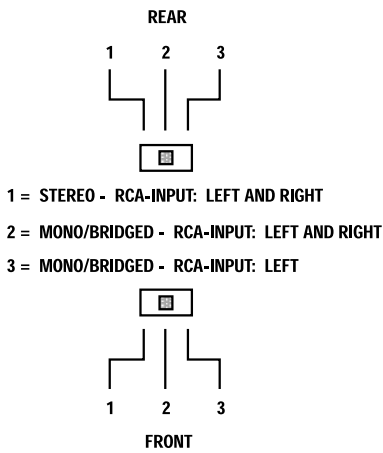 REAR
1 2 3
1 = STEREO - RCA-INPUT: LEFT AND RIGHT
2 = MONO/BRIDGED - RCA-INPUT: LEFT AND RIGHT
3 = MONO/BRIDGED - RCA-INPUT: LEFT
1 2 3
FRONT